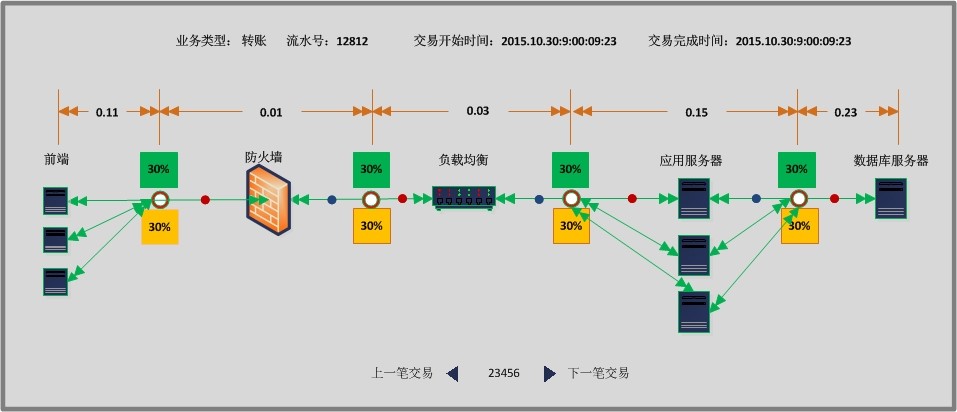 业务类型： 转账 流水号：12812 交易开始时间：2015.10.30:9:00:09:23 交易完成时间：2015.10.30:9:00:09:23
0.11 0.01 0.03 0.15 0.23
前端 防火墙 负载均衡 应用服务器 数据库服务器
30% 30% 30% 30%
30% 30% 30% 30%
上一笔交易 23456 下一笔交易